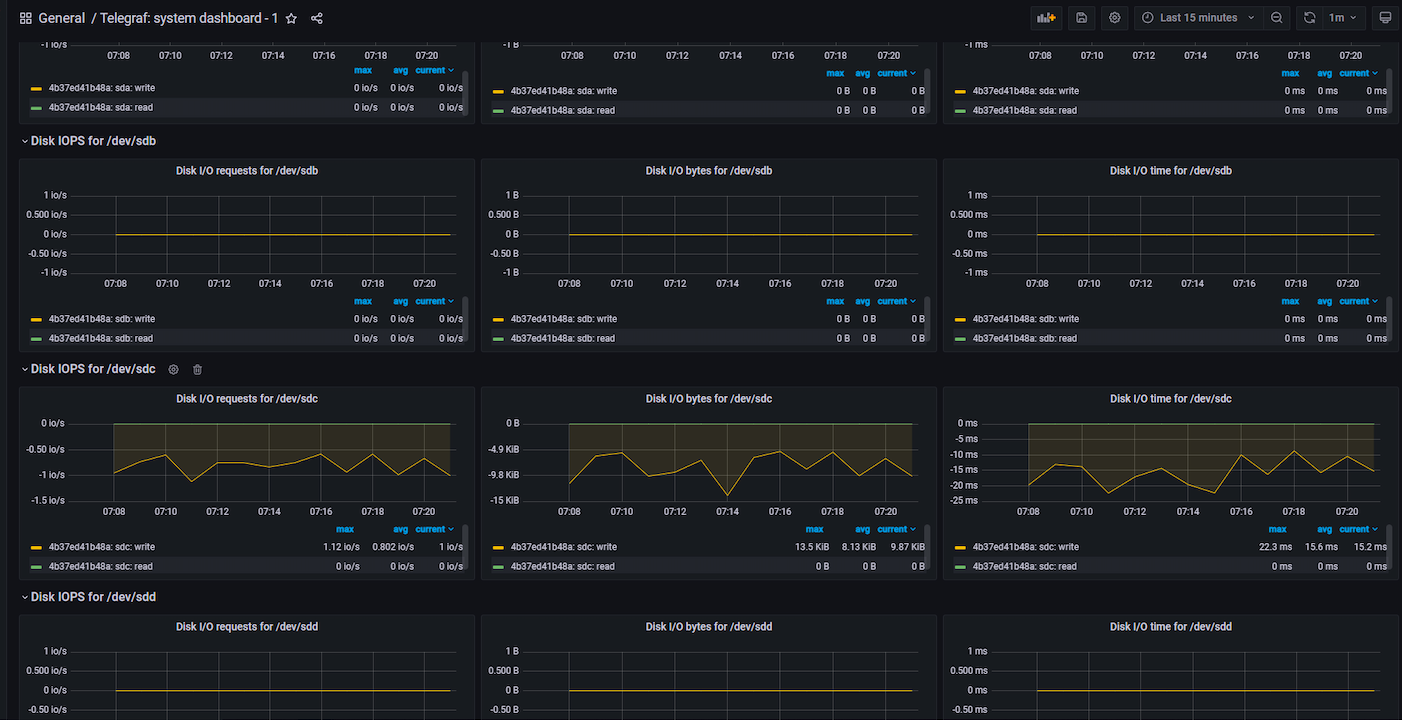 General / Telegraf: system dashboard - 1 Last 15 minutes 1m
-1 io/s
07:08 07:10 07:12 07:14 07:16 07:18 07:20
max avg current
4b37ed41b48a: sda: write 0 io/s 0 io/s 0 io/s
4b37ed41b48a: sda: read 0 io/s 0 io/s 0 io/s
-1 B
07:08 07:10 07:12 07:14 07:16 07:18 07:20
max avg current
4b37ed41b48a: sda: write 0 B 0 B 0 B
4b37ed41b48a: sda: read 0 B 0 B 0 B
-1 ms
07:08 07:10 07:12 07:14 07:16 07:18 07:20
max avg current
4b37ed41b48a: sda: write 0 ms 0 ms 0 ms
4b37ed41b48a: sda: read 0 ms 0 ms 0 ms
Disk IOPS for /dev/sdb
Disk I/O requests for /dev/sdb
1 io/s
0.500 io/s
0 io/s
-0.50 io/s
-1 io/s
07:08 07:10 07:12 07:14 07:16 07:18 07:20
max avg current
4b37ed41b48a: sdb: write 0 io/s 0 io/s 0 io/s
4b37ed41b48a: sdb: read 0 io/s 0 io/s 0 io/s
Disk I/O bytes for /dev/sdb
1 B
0.500 B
0 B
-0.50 B
-1 B
07:08 07:10 07:12 07:14 07:16 07:18 07:20
max avg current
4b37ed41b48a: sdb: write 0 B 0 B 0 B
4b37ed41b48a: sdb: read 0 B 0 B 0 B
Disk I/O time for /dev/sdb
1 ms
0.500 ms
0 ms
-0.50 ms
-1 ms
07:08 07:10 07:12 07:14 07:16 07:18 07:20
max avg current
4b37ed41b48a: sdb: write 0 ms 0 ms 0 ms
4b37ed41b48a: sdb: read 0 ms 0 ms 0 ms
Disk IOPS for /dev/sdc
Disk I/O requests for /dev/sdc
0 io/s
-0.50 io/s
-1 io/s
-1.5 io/s
07:08 07:10 07:12 07:14 07:16 07:18 07:20
max avg current
4b37ed41b48a: sdc: write 1.12 io/s 0.802 io/s 1 io/s
4b37ed41b48a: sdc: read 0 io/s 0 io/s 0 io/s
Disk I/O bytes for /dev/sdc
0 B
-4.9 KiB
-9.8 KiB
-15 KiB
07:08 07:10 07:12 07:14 07:16 07:18 07:20
max avg current
4b37ed41b48a: sdc: write 13.5 KiB 8.13 KiB 9.87 KiB
4b37ed41b48a: sdc: read 0 B 0 B 0 B
Disk I/O time for /dev/sdc
0 ms
-5 ms
-10 ms
-15 ms
-20 ms
-25 ms
07:08 07:10 07:12 07:14 07:16 07:18 07:20
max avg current
4b37ed41b48a: sdc: write 22.3 ms 15.6 ms 15.2 ms
4b37ed41b48a: sdc: read 0 ms 0 ms 0 ms
Disk IOPS for /dev/sdd
Disk I/O requests for /dev/sdd
1 io/s
0.500 io/s
0 io/s
-0.50 io/s
Disk I/O bytes for /dev/sdd
1 B
0.500 B
0 B
-0.50 B
Disk I/O time for /dev/sdd
1 ms
0.500 ms
0 ms
-0.50 ms